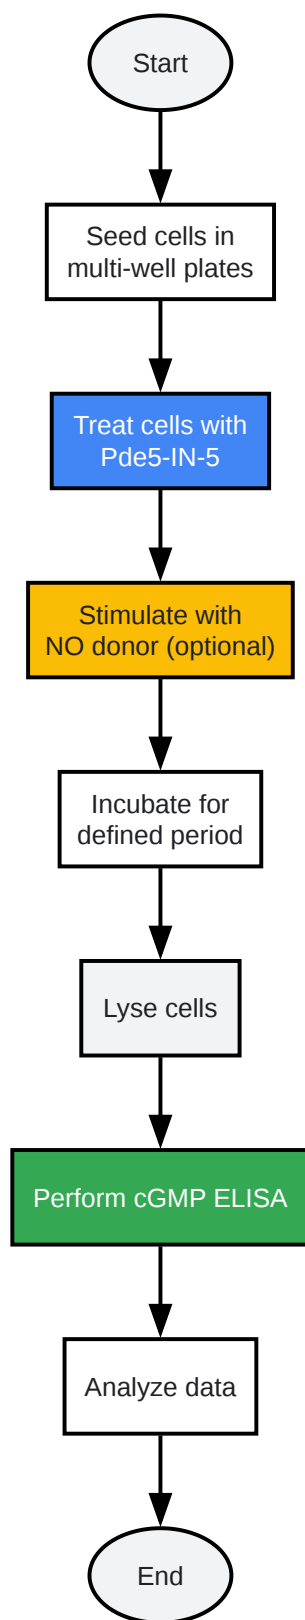 Start
Seed cells in
multi-well plates
Treat cells with
Pde5-IN-5
Stimulate with
NO donor (optional)
Incubate for
defined period
Lyse cells
Perform cGMP ELISA
Analyze data
End